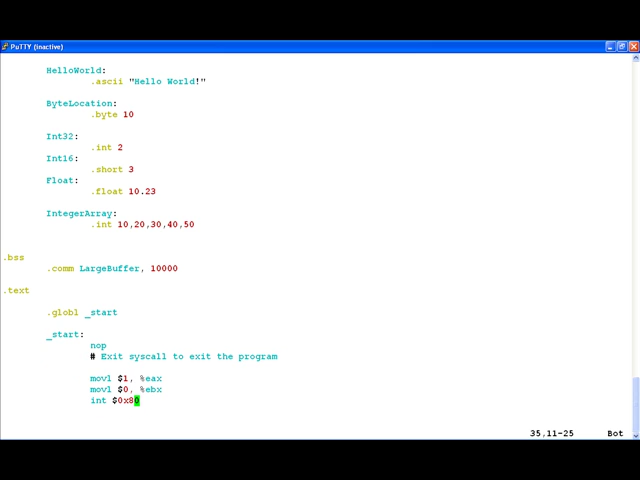 PuTTY (inactive)
HelloWorld:
.ascii "Hello World!"
ByteLocation:
.byte 10
Int32:
.int 2
Int16:
.short 3
Float:
.float 10.23
IntegerArray:
.int 10,20,30,40,50
.bss
.comm LargeBuffer, 10000
.text
.globl _start
_start:
nop
# Exit syscall to exit the program
movl $1, %eax
movl $0, %ebx
int $0x80
35,11-25 Bot